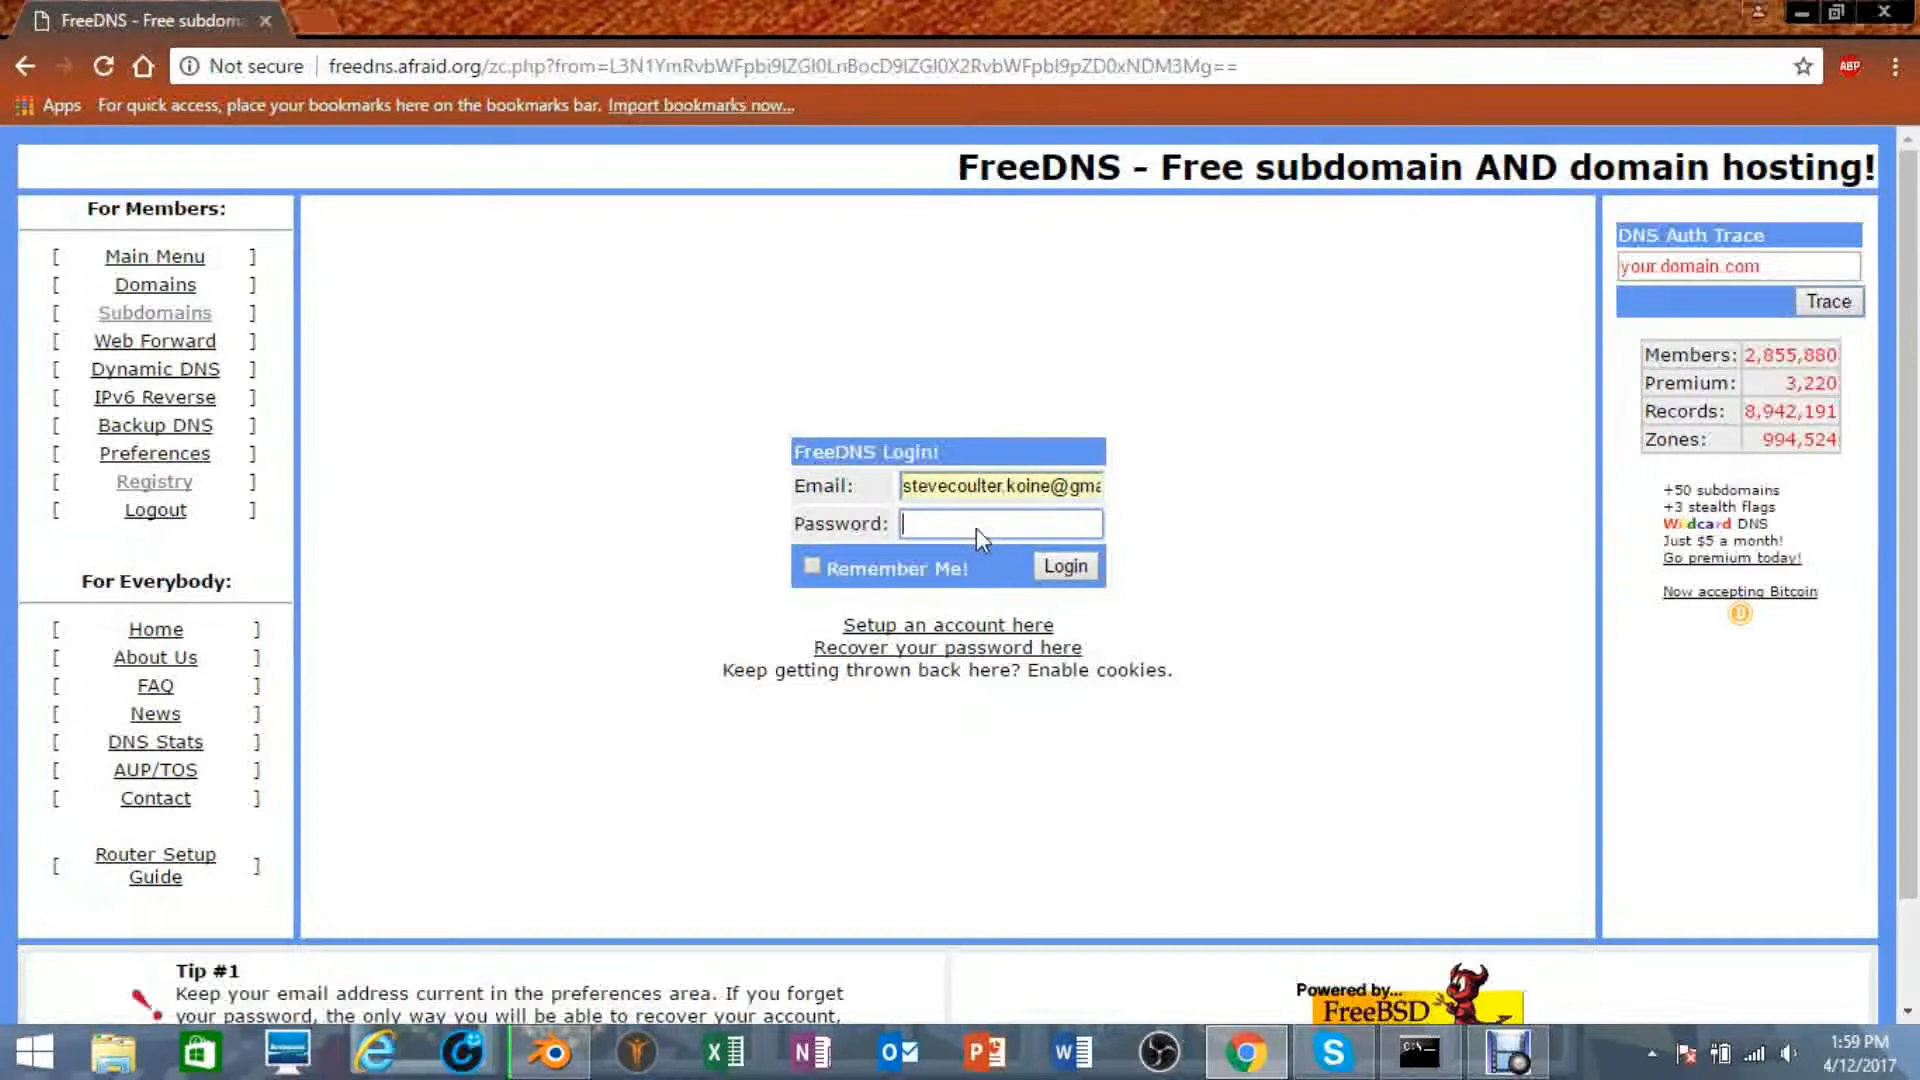 FreeDNS - Free subdom
Not secure
freedns.afraid.org/zc.php?from=L3N1YmRvbWFpbi9lZGl0LnBocD9lZGl0X2RvbWFpbl9pZD0xNDM3Mg==
ABP
Apps
For quick access, place your bookmarks here on the bookmarks bar. Import bookmarks now...
FreeDNS - Free subdomain AND domain hosting!
For Members:
[ Main Menu ]
[ Domains ]
[ Subdomains ]
[ Web Forward ]
[ Dynamic DNS ]
[ IPv6 Reverse ]
[ Backup DNS ]
[ Preferences ]
[ Registry ]
[ Logout ]
For Everybody:
[ Home ]
[ About Us ]
[ FAQ ]
[ News ]
[ DNS Stats ]
[ AUP/TOS ]
[ Contact ]
[ Router Setup
Guide ]
FreeDNS Login!
Email: stevecoulter.koine@gma
Password:
Remember Me! Login
Setup an account here
Recover your password here
Keep getting thrown back here? Enable cookies.
DNS Auth Trace
your.domain.com
Trace
Members: 2,855,880
Premium: 3,220
Records: 8,942,191
Zones: 994,524
+50 subdomains
+3 stealth flags
Wildcard DNS
Just $5 a month!
Go premium today!
Now accepting Bitcoin
Tip #1
Keep your email address current in the preferences area. If you forget
your password, the only way you will be able to recover your account,
Powered by...
FreeBSD
1:59 PM
4/12/2017